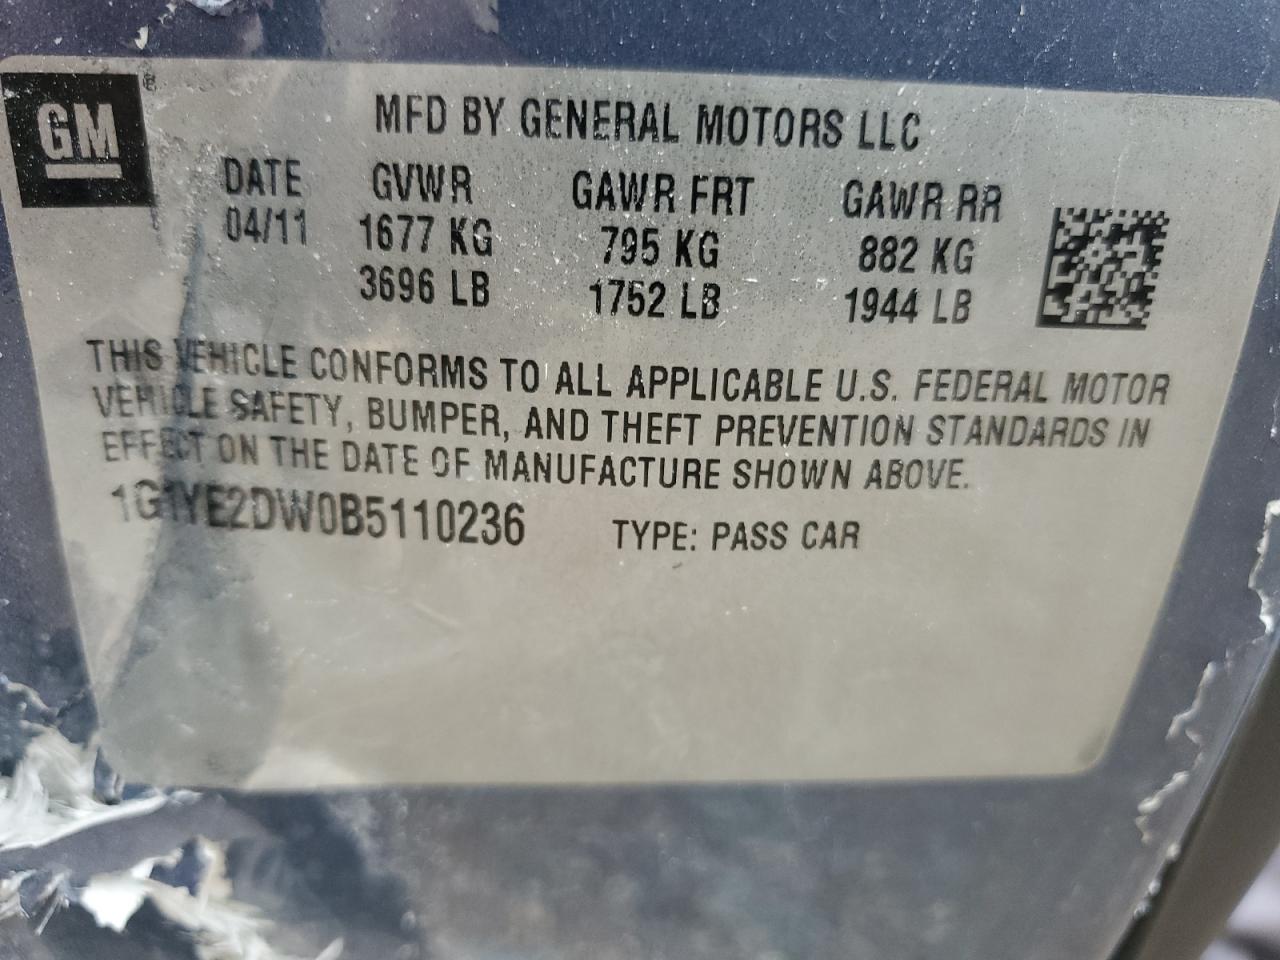 GM ®
MFD BY GENERAL MOTORS LLC
DATE GVWR GAWR FRT GAWR RR
04/11 1677 KG 795 KG 882 KG
3696 LB 1752 LB 1944 LB
THIS VEHICLE CONFORMS TO ALL APPLICABLE U.S. FEDERAL MOTOR
VEHICLE SAFETY, BUMPER, AND THEFT PREVENTION STANDARDS IN
EFFECT ON THE DATE OF MANUFACTURE SHOWN ABOVE.
1G1YE2DW0B5110236 TYPE: PASS CAR